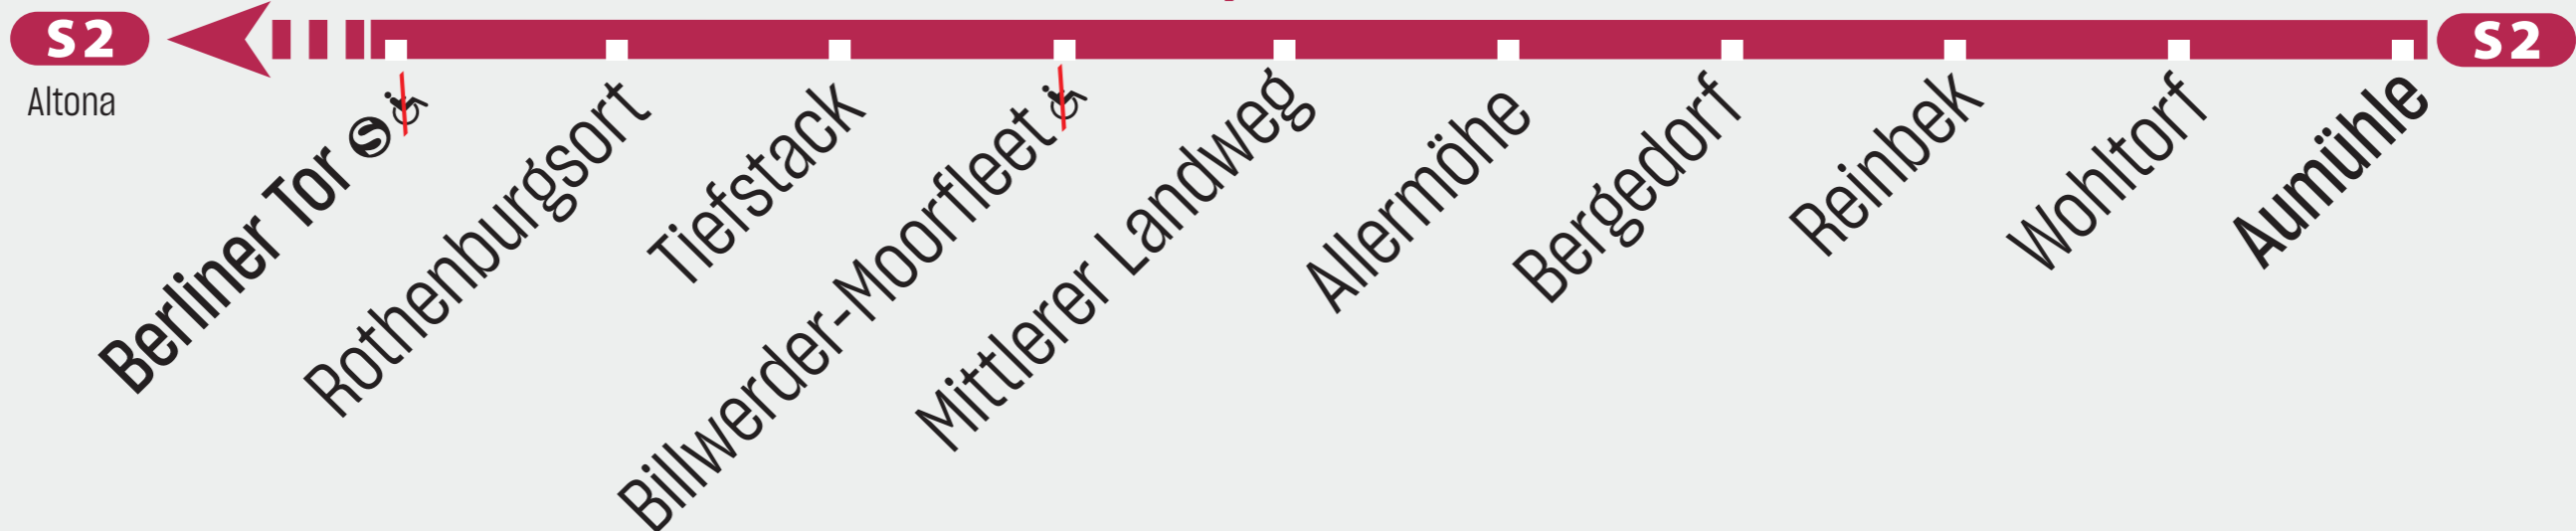 S2
Altona
Berliner Tor S
Rothenburgsort
Tiefstack
Billwerder-Moorfleet
Mittlerer Landweg
Allermöhe
Bergedorf
Reinbek
Wohltorf
Aumühle
S2